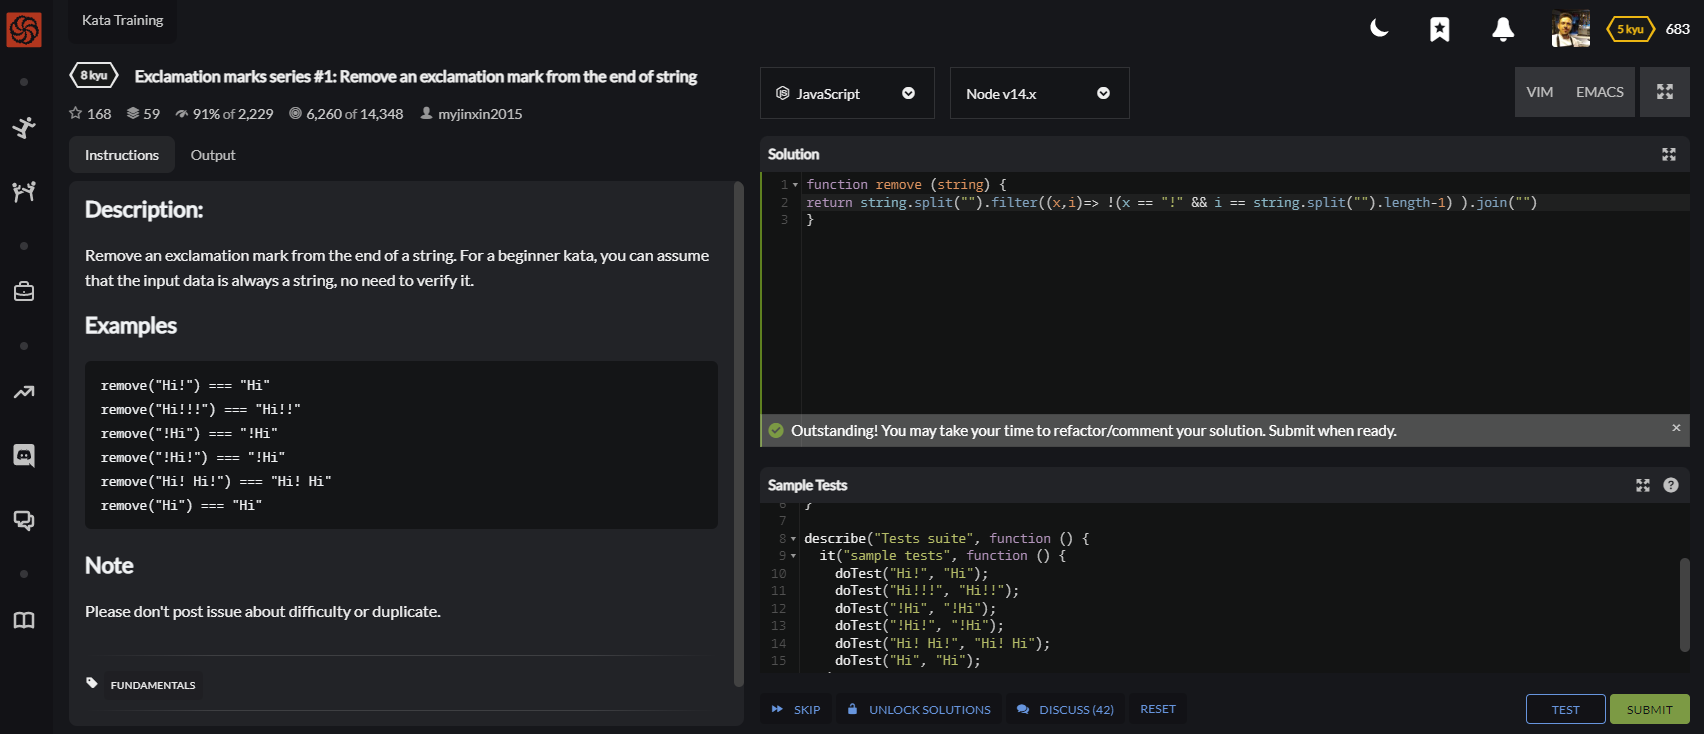 Kata Training
5 kyu 683
8 kyu Exclamation marks series #1: Remove an exclamation mark from the end of string
168 59 91% of 2,229 6,260 of 14,348 myjinxin2015
Instructions Output
Description:
Remove an exclamation mark from the end of a string. For a beginner kata, you can assume
that the input data is always a string, no need to verify it.
Examples
remove("Hi!") === "Hi"
remove("Hi!!!") === "Hi!!"
remove("!Hi") === "!Hi"
remove("!Hi!") === "!Hi"
remove("Hi! Hi!") === "Hi! Hi"
remove("Hi") === "Hi"
Note
Please don't post issue about difficulty or duplicate.
FUNDAMENTALS
JavaScript Node v14.x VIM EMACS
Solution
1 function remove (string) {
2 return string.split("").filter((x,i)=> !(x == "!" && i == string.split("").length-1) ).join("")
3 }
Outstanding! You may take your time to refactor/comment your solution. Submit when ready. ×
Sample Tests ?
6 }
7
8 describe("Tests suite", function () {
9 it("sample tests", function () {
10 doTest("Hi!", "Hi");
11 doTest("Hi!!!", "Hi!!");
12 doTest("!Hi", "!Hi");
13 doTest("!Hi!", "!Hi");
14 doTest("Hi! Hi!", "Hi! Hi");
15 doTest("Hi", "Hi");
SKIP UNLOCK SOLUTIONS DISCUSS (42) RESET TEST SUBMIT